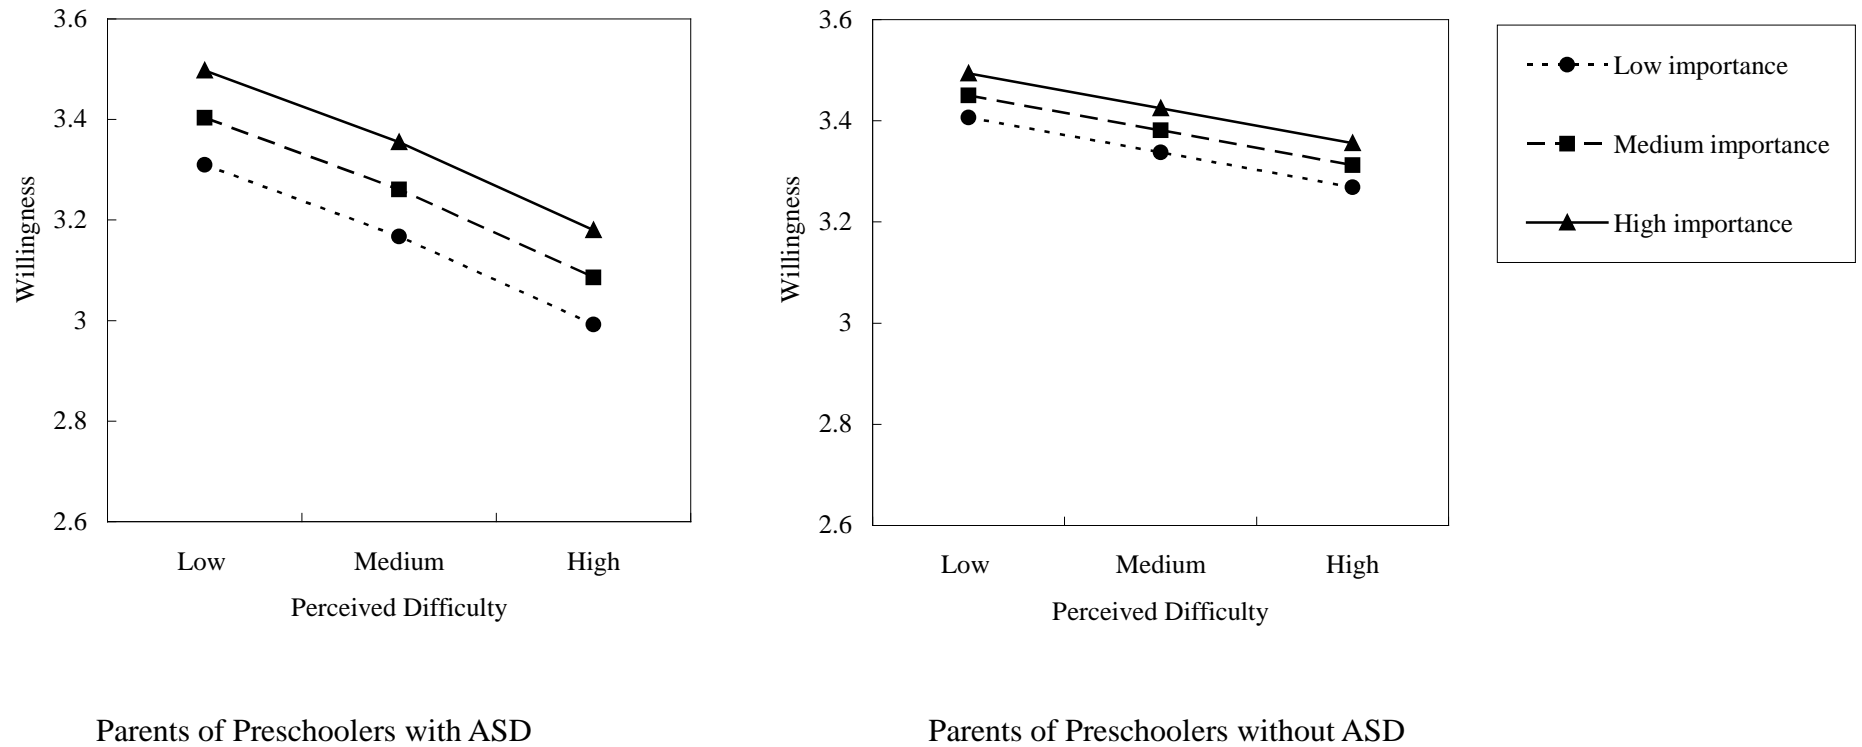 3.6
3.4
3.2
3
2.8
2.6
Willingness
Low Medium High
Perceived Difficulty
Parents of Preschoolers with ASD
3.6
3.4
3.2
3
2.8
2.6
Willingness
Low Medium High
Perceived Difficulty
Parents of Preschoolers without ASD
Low importance
Medium importance
High importance